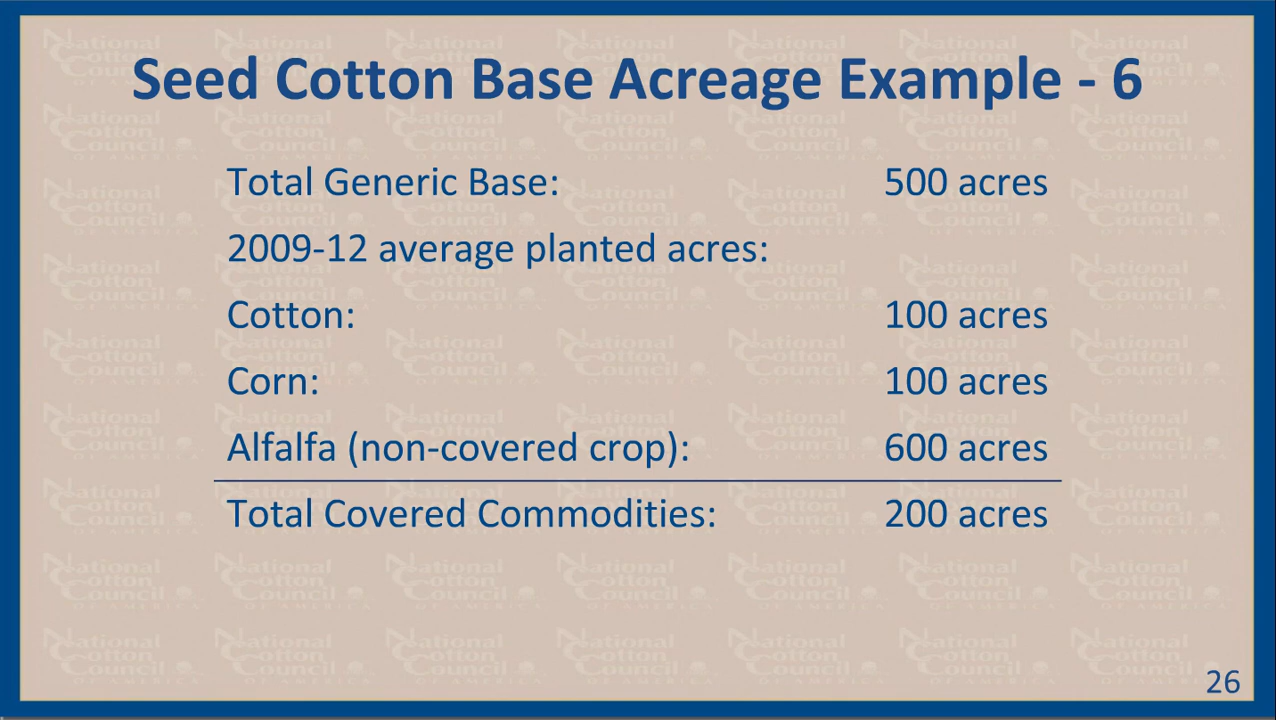 Seed Cotton Base Acreage Example - 6
Total Generic Base: 500 acres
2009-12 average planted acres:
Cotton: 100 acres
Corn: 100 acres
Alfalfa (non-covered crop): 600 acres
Total Covered Commodities: 200 acres
26